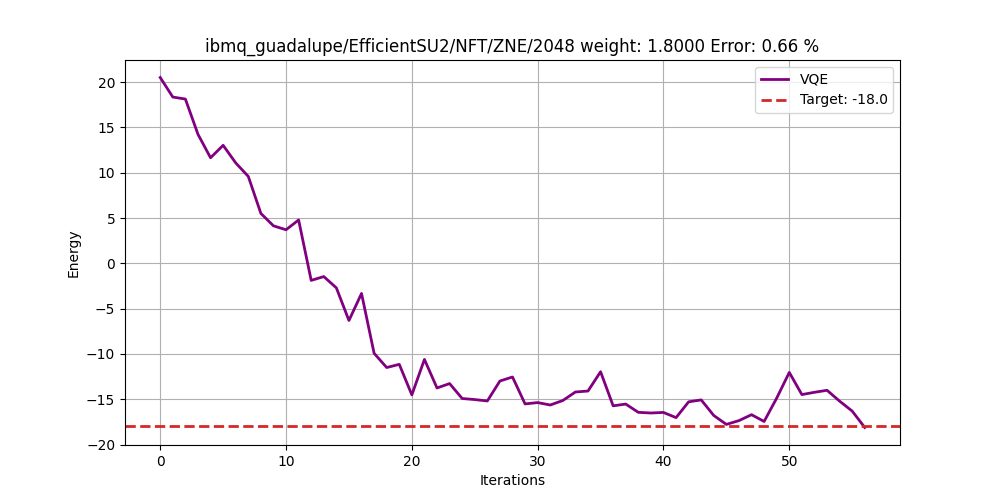 ibmq_guadalupe/EfficientSU2/NFT/ZNE/2048 weight: 1.8000 Error: 0.66 %
VQE
Target: -18.0
20
15
10
5
0
−5
−10
−15
−20
Energy
0 10 20 30 40 50
Iterations